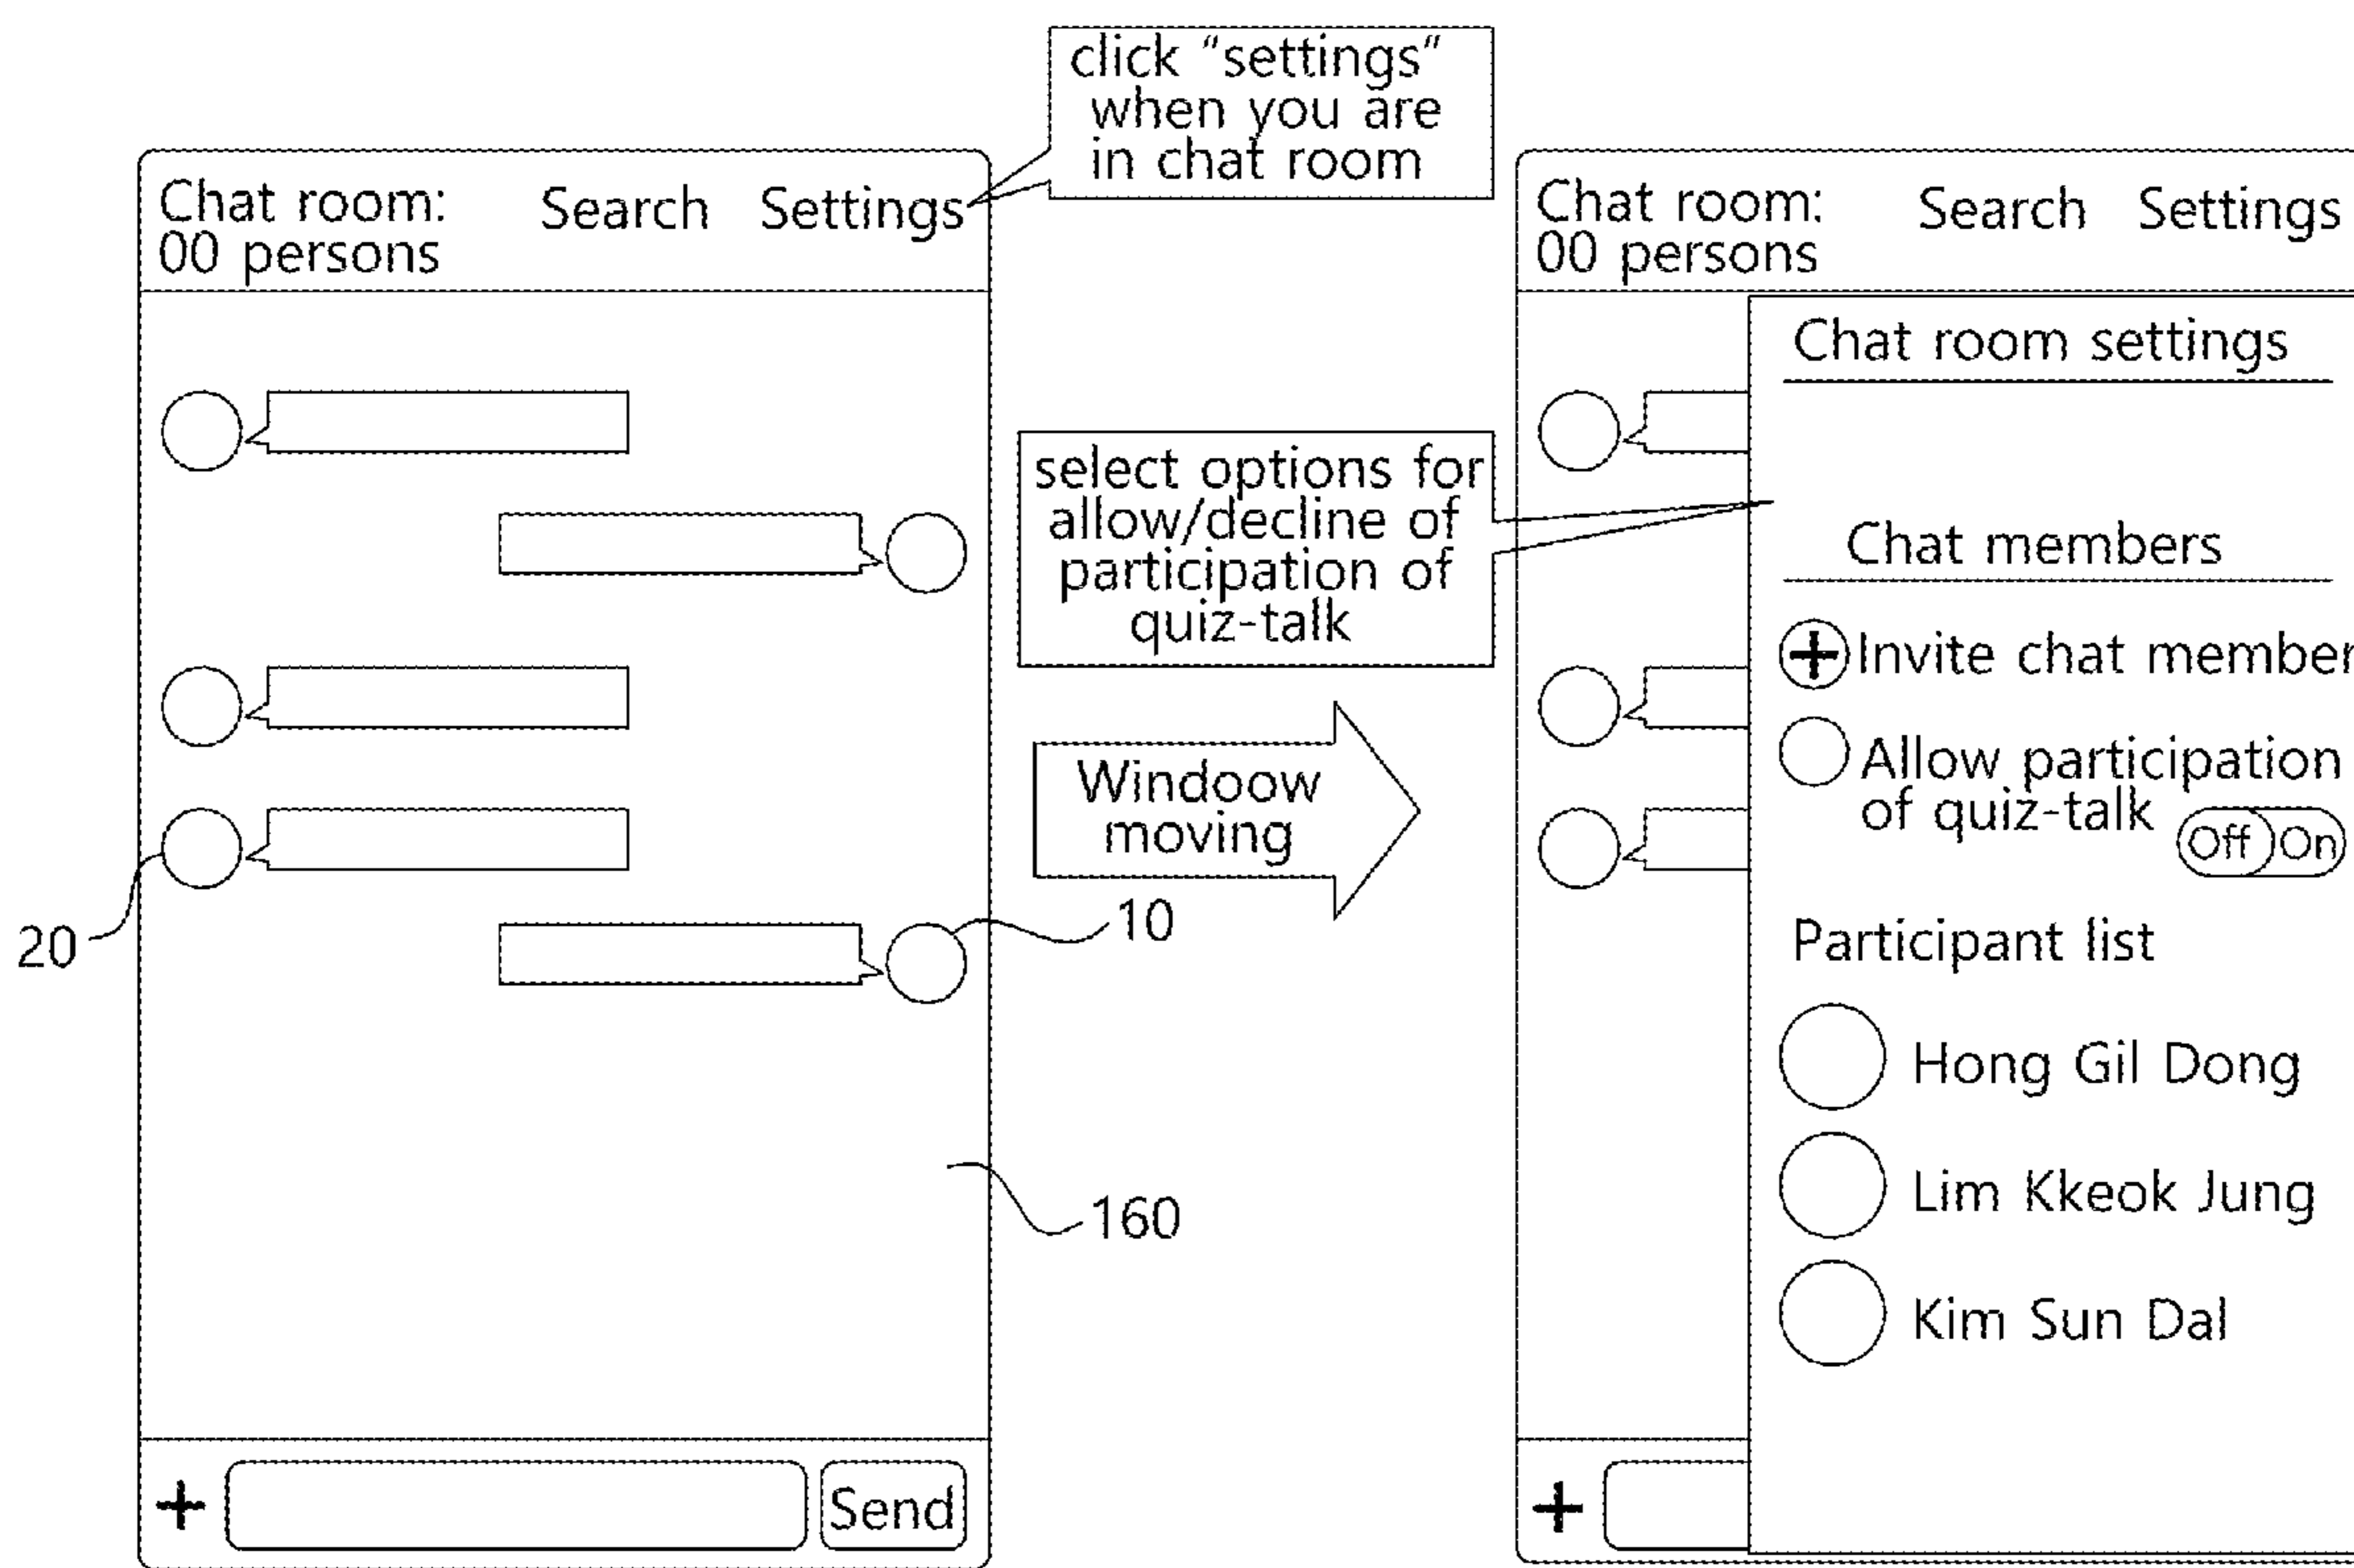 click “settings”
when you are
in chat room
Chat room:
00 persons
Search
Settings
select options for
allow/decline of
participation of
quiz-talk
Windoow
moving
20
10
160
+
Send
Chat room:
00 persons
Search
Settings
Chat room settings
Chat members
+ Invite chat member
Allow participation
of quiz-talk
Off On
Participant list
Hong Gil Dong
Lim Kkeok Jung
Kim Sun Dal
+